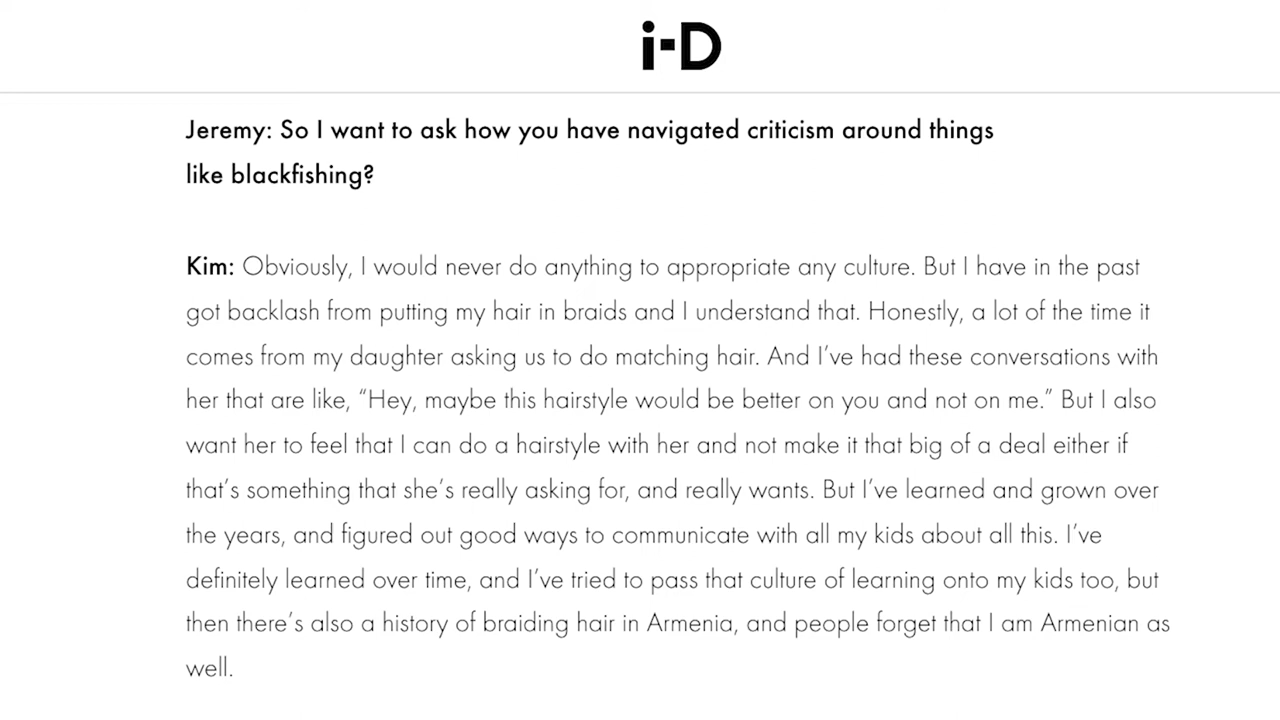 i-D
Jeremy: So I want to ask how you have navigated criticism around things
like blackfishing?
Kim: Obviously, I would never do anything to appropriate any culture. But I have in the past
got backlash from putting my hair in braids and I understand that. Honestly, a lot of the time it
comes from my daughter asking us to do matching hair. And I’ve had these conversations with
her that are like, “Hey, maybe this hairstyle would be better on you and not on me.” But I also
want her to feel that I can do a hairstyle with her and not make it that big of a deal either if
that’s something that she’s really asking for, and really wants. But I’ve learned and grown over
the years, and figured out good ways to communicate with all my kids about all this. I’ve
definitely learned over time, and I’ve tried to pass that culture of learning onto my kids too, but
then there’s also a history of braiding hair in Armenia, and people forget that I am Armenian as
well.